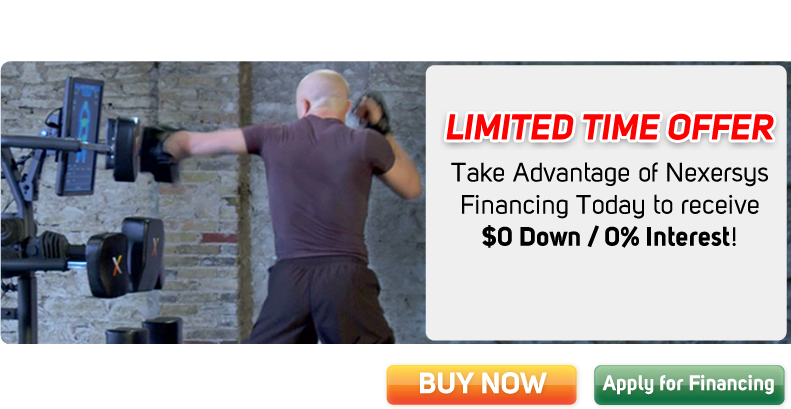 LIMITED TIME OFFER
Take Advantage of Nexersys
Financing Today to receive
$0 Down / 0% Interest!
X
X
BUY NOW
Apply for Financing